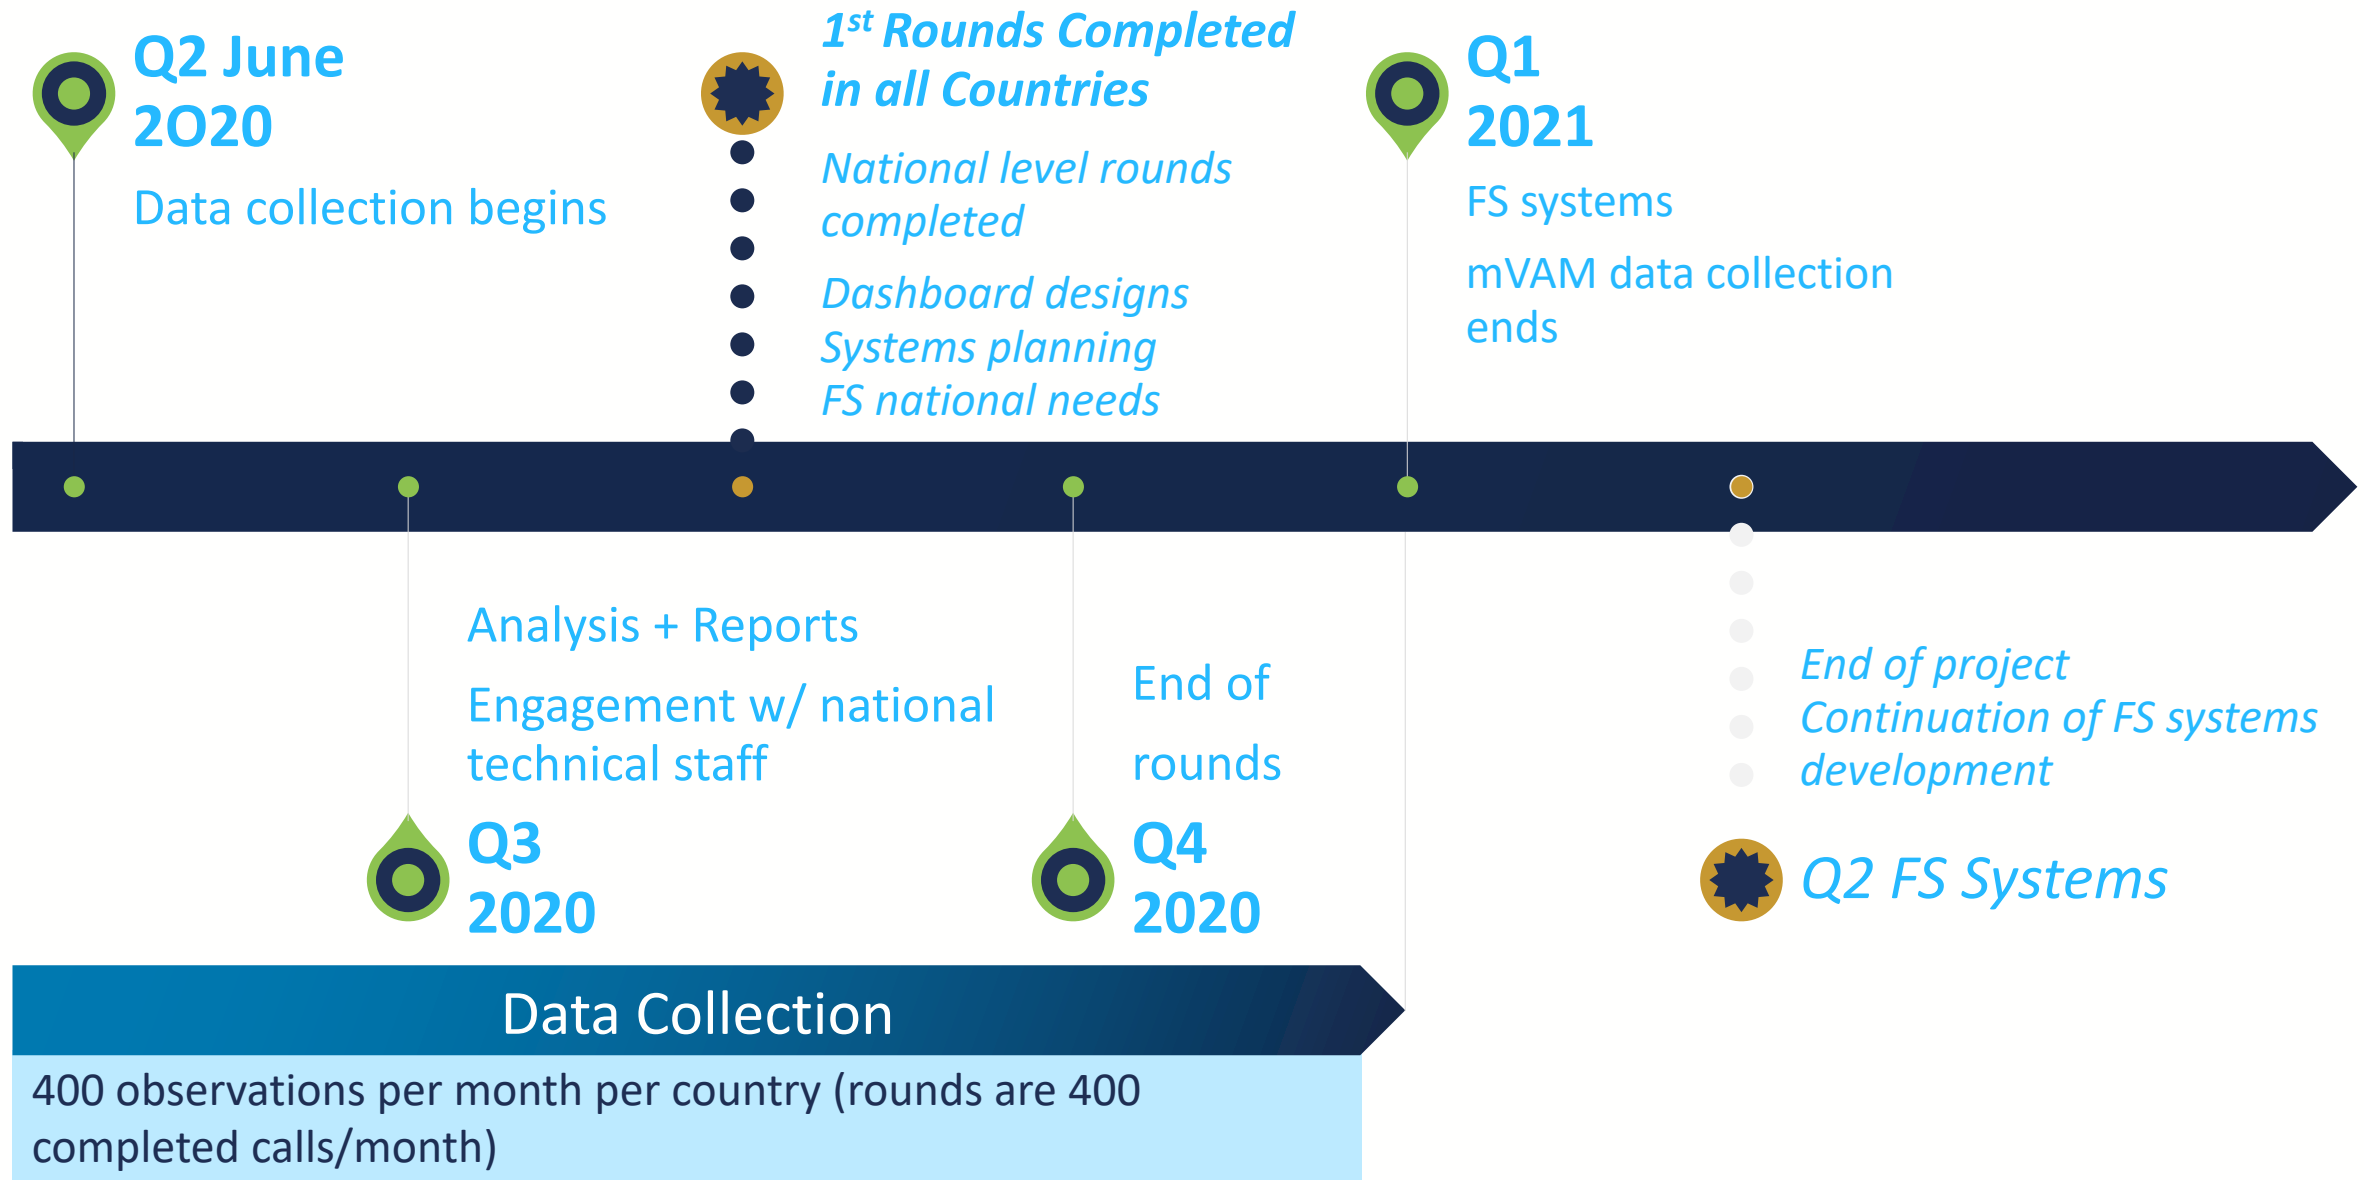 Q2 June
2O20
Data collection begins
1st Rounds Completed
in all Countries
National level rounds
completed
Dashboard designs
Systems planning
FS national needs
Q1
2021
FS systems
mVAM data collection
ends
Analysis + Reports
Engagement w/ national
technical staff
Q3
2020
End of
rounds
Q4
2020
End of project
Continuation of FS systems
development
Q2 FS Systems
Data Collection
400 observations per month per country (rounds are 400
completed calls/month)